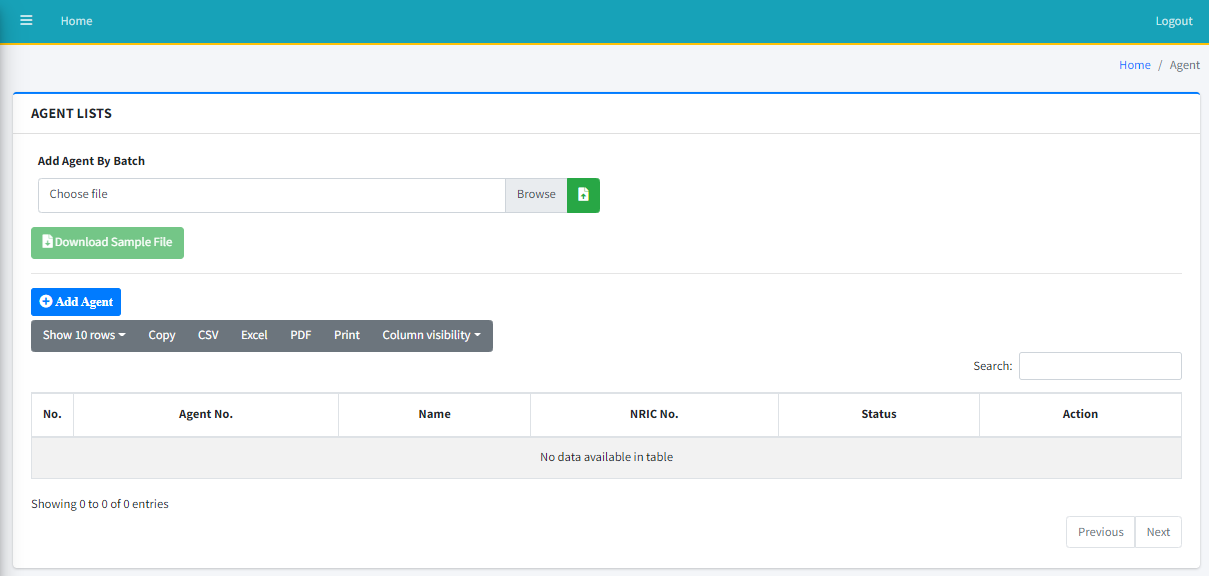 Home Logout
Home / Agent
AGENT LISTS
Add Agent By Batch
Choose file Browse
Download Sample File
Add Agent
Show 10 rows Copy CSV Excel PDF Print Column visibility
Search:
No. Agent No. Name NRIC No. Status Action
No data available in table
Showing 0 to 0 of 0 entries
Previous Next